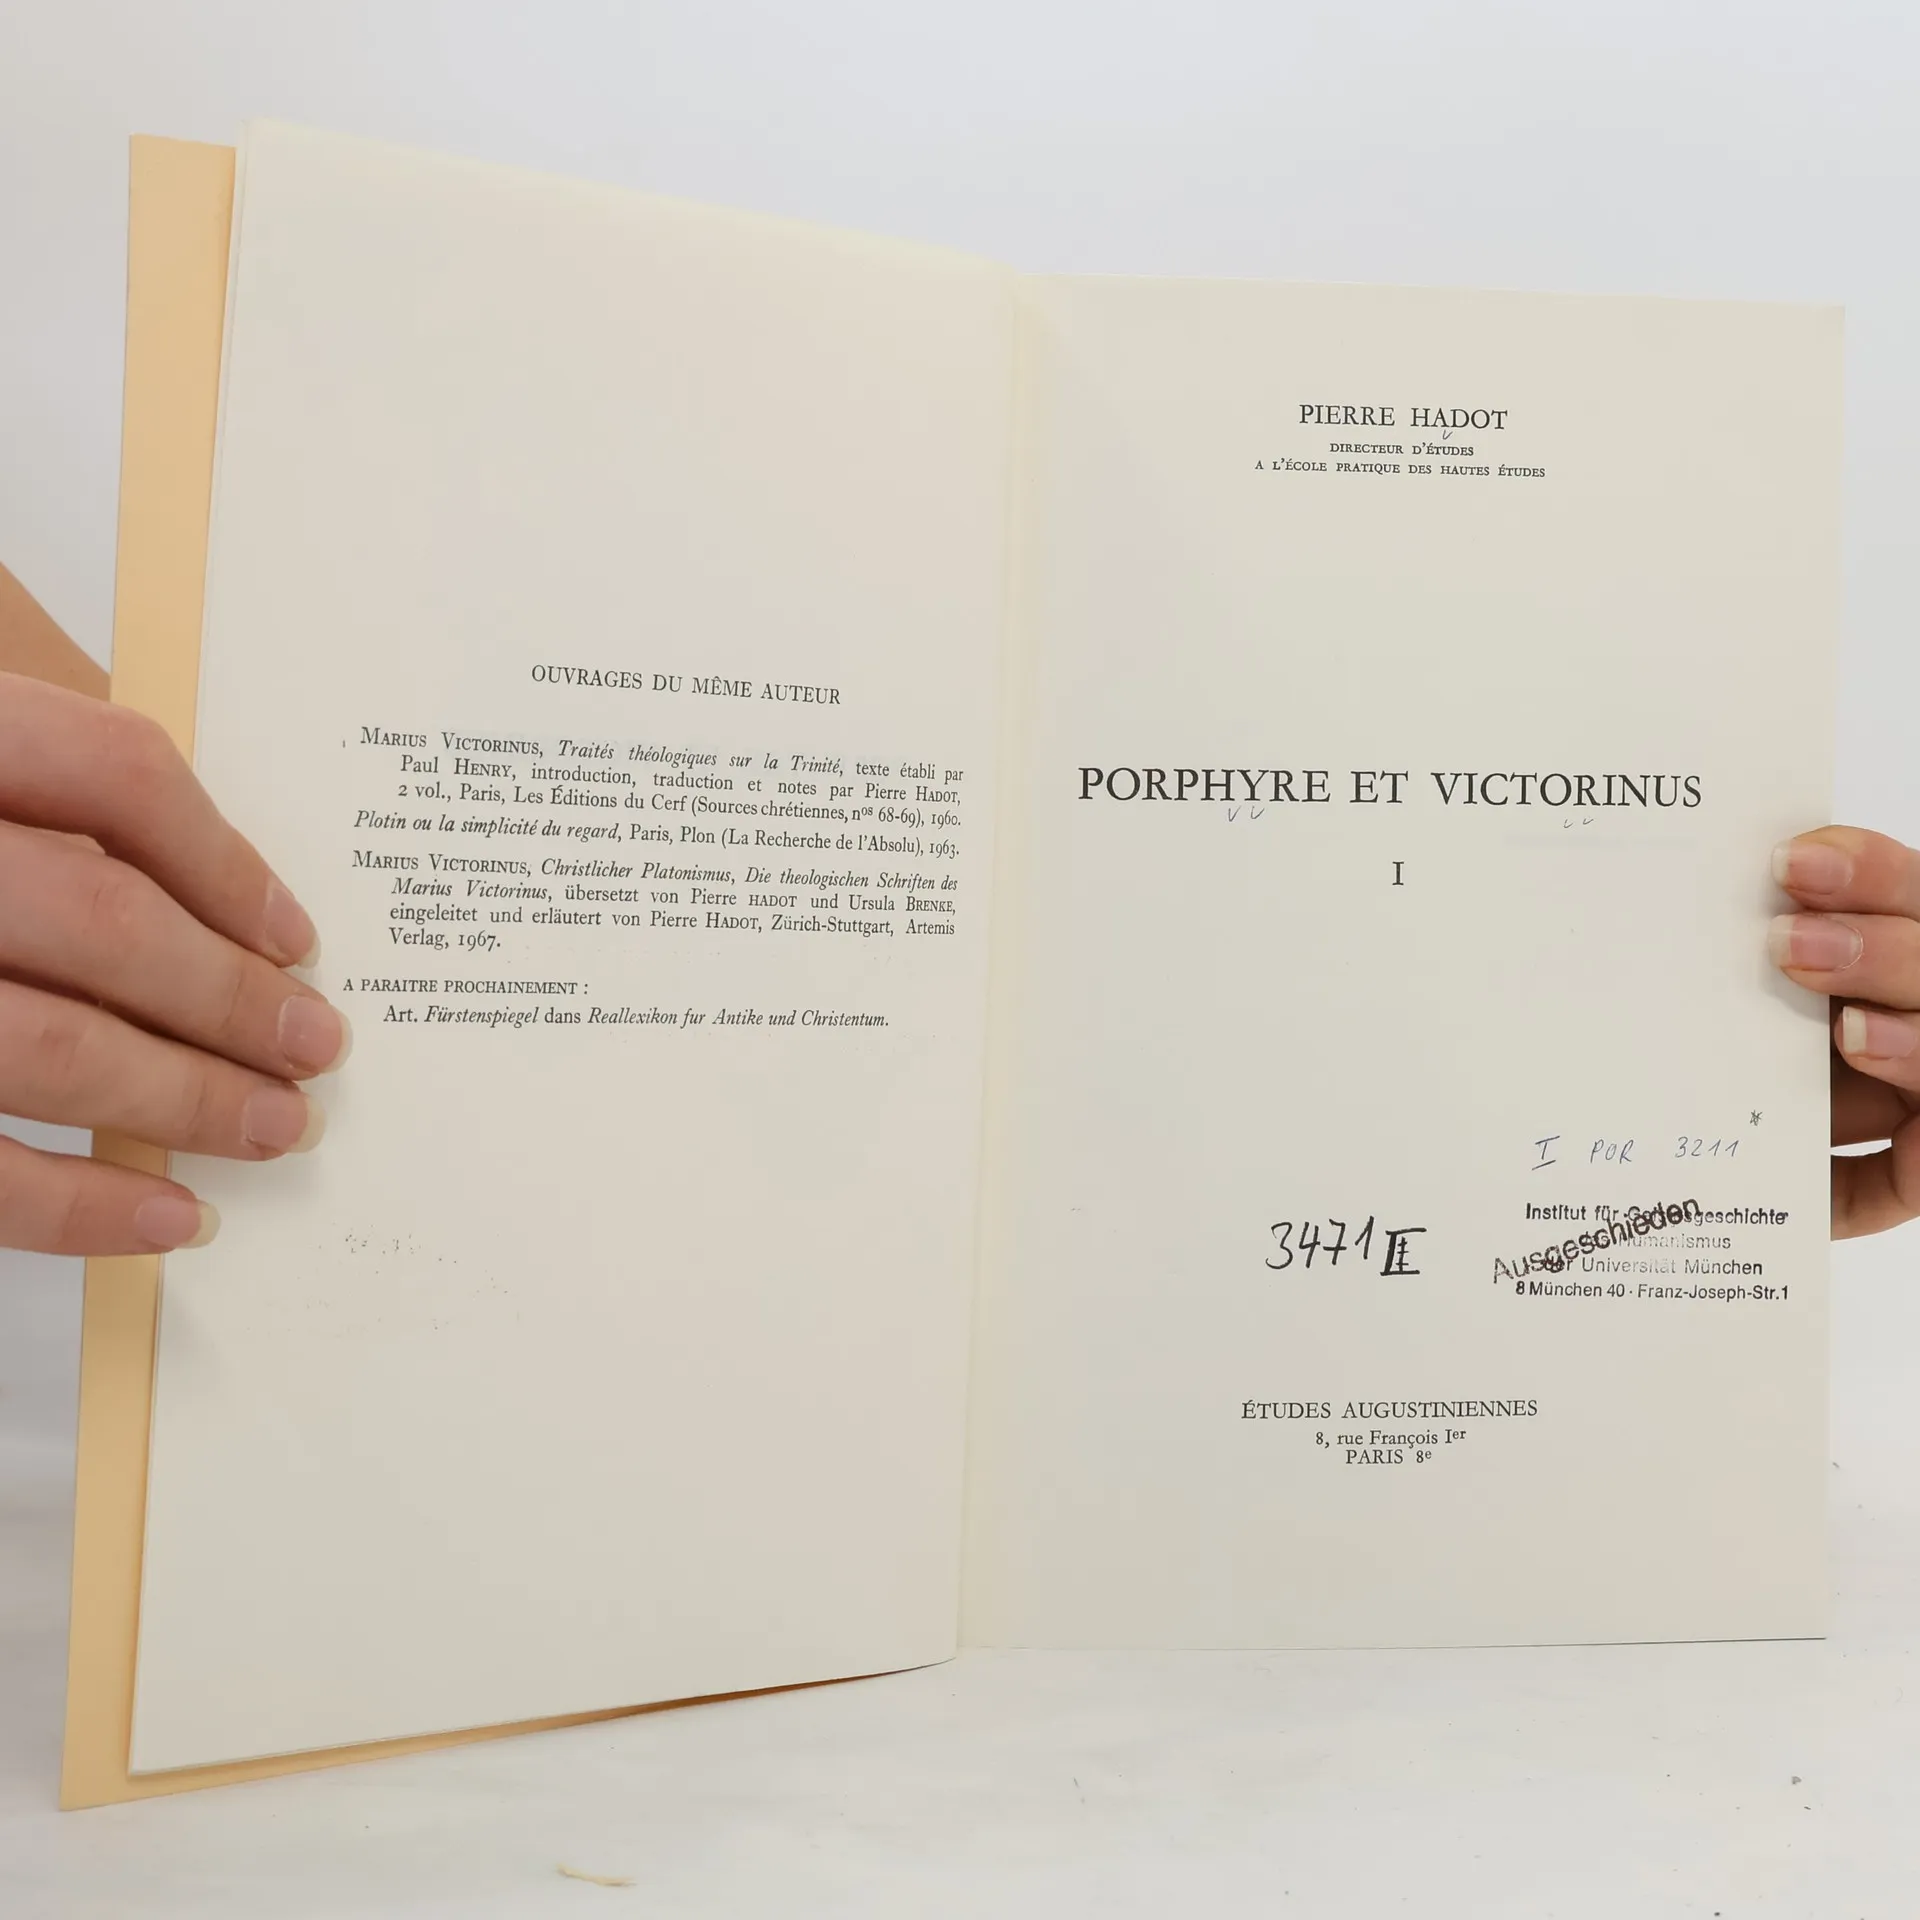 OUVRAGES DU MÊME AUTEUR
MARIUS VICTORINUS, Traités théologiques sur la Trinité, texte établi par
Paul HENRY, introduction, traduction et notes par Pierre HADOT,
2 vol., Paris, Les Éditions du Cerf (Sources chrétiennes, nos 68-69), 1960.
Plotin ou la simplicité du regard, Paris, Plon (La Recherche de l'Absolu), 1963.
MARIUS VICTORINUS, Christlicher Platonismus, Die theologischen Schriften des
Marius Victorinus, übersetzt von Pierre HADOT und Ursula BRENKE,
eingeleitet und erläutert von Pierre HADOT, Zürich-Stuttgart, Artemis
Verlag, 1967.
A PARAITRE PROCHAINEMENT :
Art. Fürstenspiegel dans Reallexikon fur Antike und Christentum.
PIERRE HADOT
DIRECTEUR D'ÉTUDES
A L'ÉCOLE PRATIQUE DES HAUTES ÉTUDES
PORPHYRE ET VICTORINUS
I
I POR 3211 *
3471 II
Institut für Geistesgeschichte
Humanismus
der Universität München
8 München 40 · Franz-Joseph-Str.1
Ausgeschieden
ÉTUDES AUGUSTINIENNES
8, rue François Ier
PARIS 8e